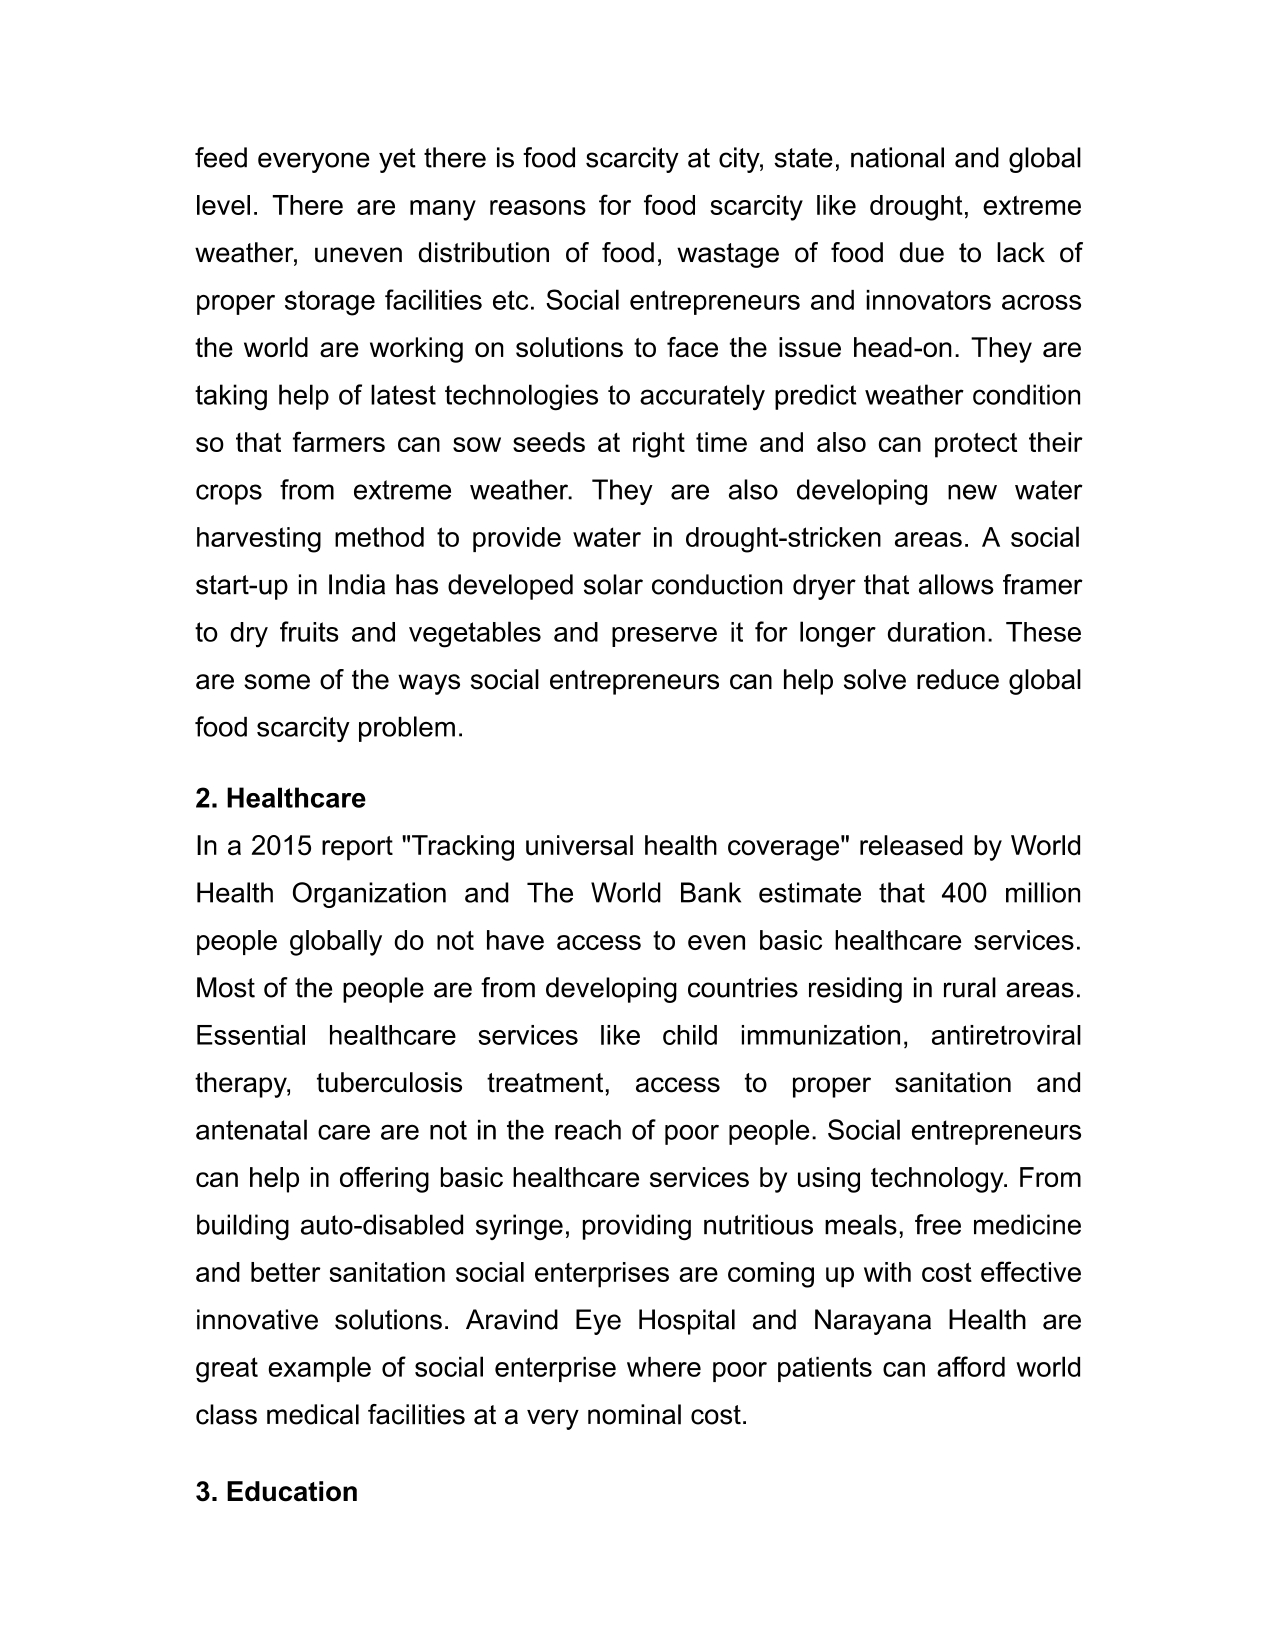 feed everyone yet there is food scarcity at city, state, national and global
level. There are many reasons for food scarcity like drought, extreme
weather, uneven distribution of food, wastage of food due to lack of
proper storage facilities etc. Social entrepreneurs and innovators across
the world are working on solutions to face the issue head-on. They are
taking help of latest technologies to accurately predict weather condition
so that farmers can sow seeds at right time and also can protect their
crops from extreme weather. They are also developing new water
harvesting method to provide water in drought-stricken areas. A social
start-up in India has developed solar conduction dryer that allows framer
to dry fruits and vegetables and preserve it for longer duration. These
are some of the ways social entrepreneurs can help solve reduce global
food scarcity problem.
2. Healthcare
In a 2015 report "Tracking universal health coverage" released by World
Health Organization and The World Bank estimate that 400 million
people globally do not have access to even basic healthcare services.
Most of the people are from developing countries residing in rural areas.
Essential healthcare services like child immunization, antiretroviral
therapy, tuberculosis treatment, access to proper sanitation and
antenatal care are not in the reach of poor people. Social entrepreneurs
can help in offering basic healthcare services by using technology. From
building auto-disabled syringe, providing nutritious meals, free medicine
and better sanitation social enterprises are coming up with cost effective
innovative solutions. Aravind Eye Hospital and Narayana Health are
great example of social enterprise where poor patients can afford world
class medical facilities at a very nominal cost.
3. Education